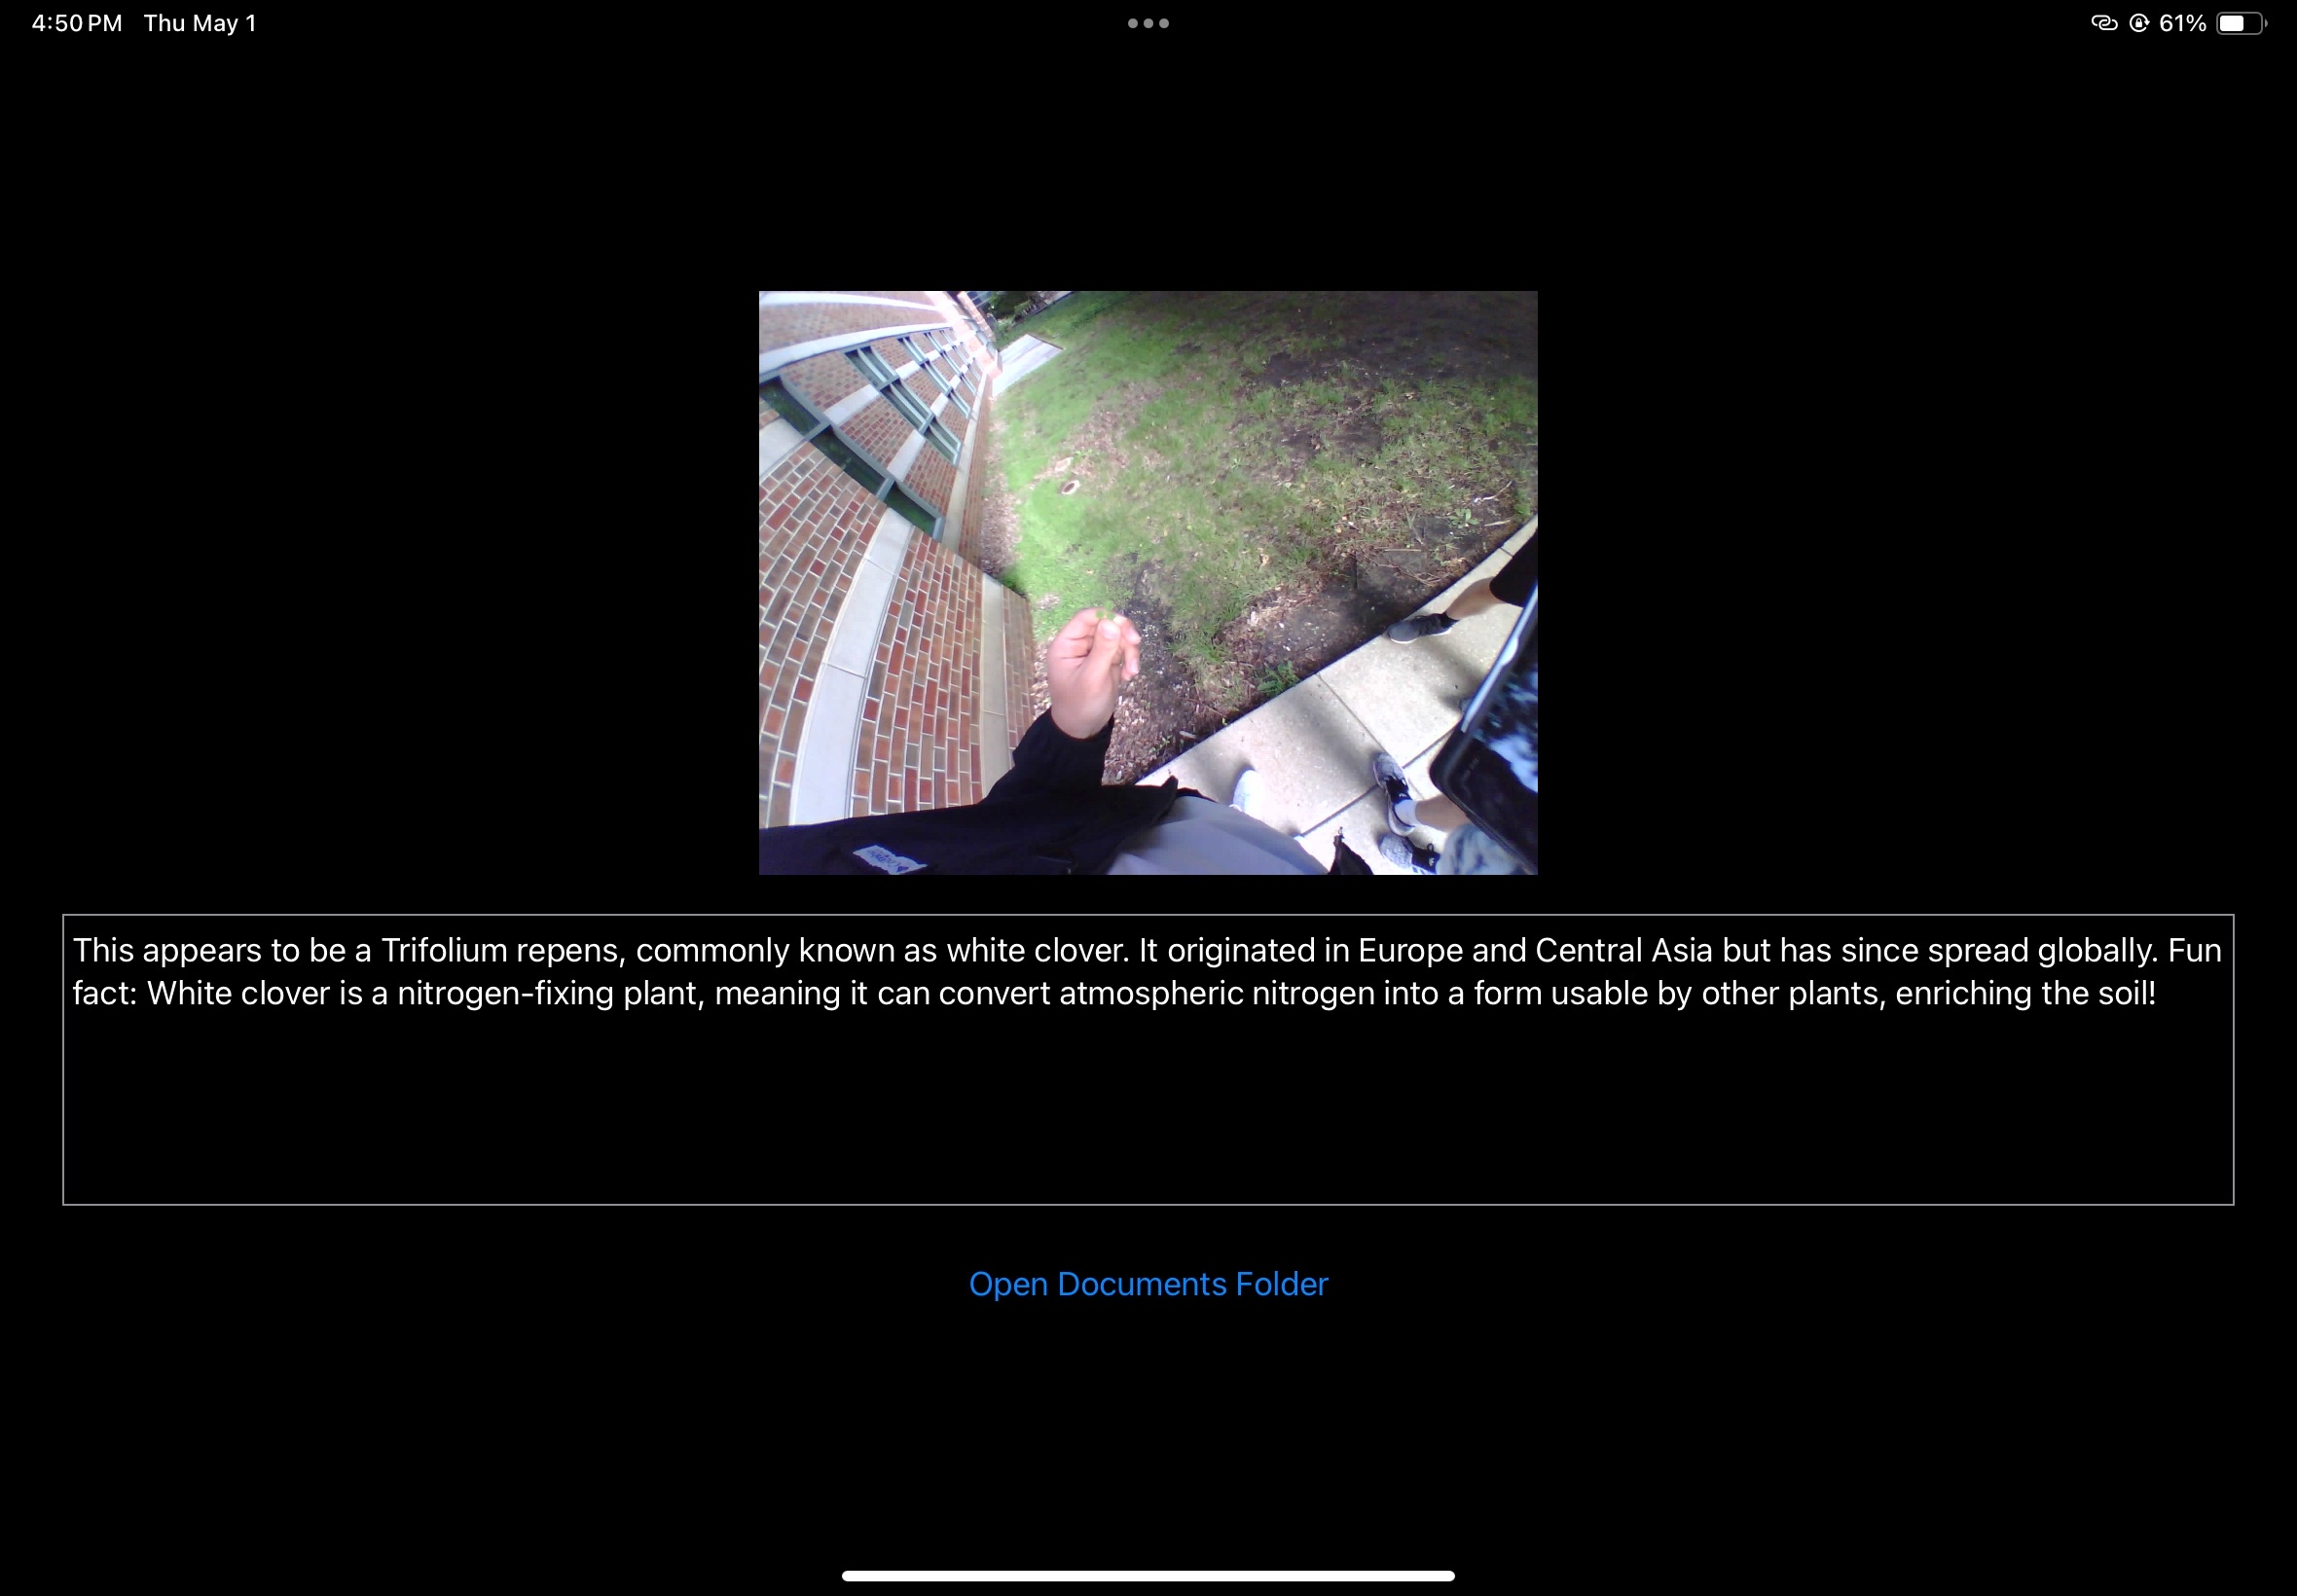 4:50 PM Thu May 1
61%
This appears to be a Trifolium repens, commonly known as white clover. It originated in Europe and Central Asia but has since spread globally. Fun
fact: White clover is a nitrogen-fixing plant, meaning it can convert atmospheric nitrogen into a form usable by other plants, enriching the soil!
Open Documents Folder